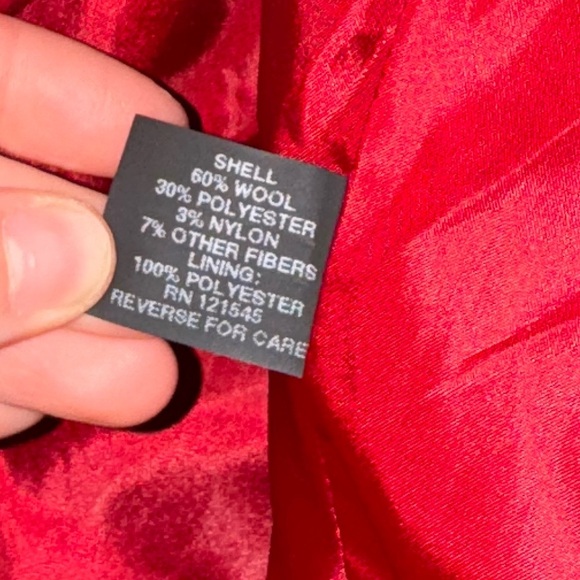 SHELL
60% WOOL
30% POLYESTER
3% NYLON
7% OTHER FIBERS
LINING:
100% POLYESTER
RN 121545
REVERSE FOR CARE